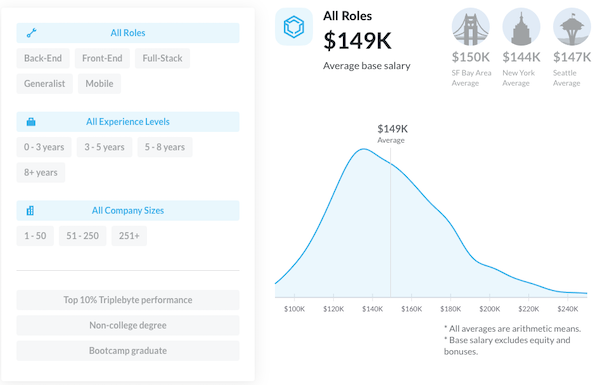 All Roles
Back-End Front-End Full-Stack
Generalist Mobile
All Experience Levels
0 - 3 years 3 - 5 years 5 - 8 years
8+ years
All Company Sizes
1 - 50 51 - 250 251+
Top 10% Triplebyte performance
Non-college degree
Bootcamp graduate
All Roles
$149K
Average base salary
$150K
SF Bay Area
Average
$144K
New York
Average
$147K
Seattle
Average
$149K
Average
$100K $120K $140K $160K $180K $200K $220K $240K
* All averages are arithmetic means.
* Base salary excludes equity and
bonuses.